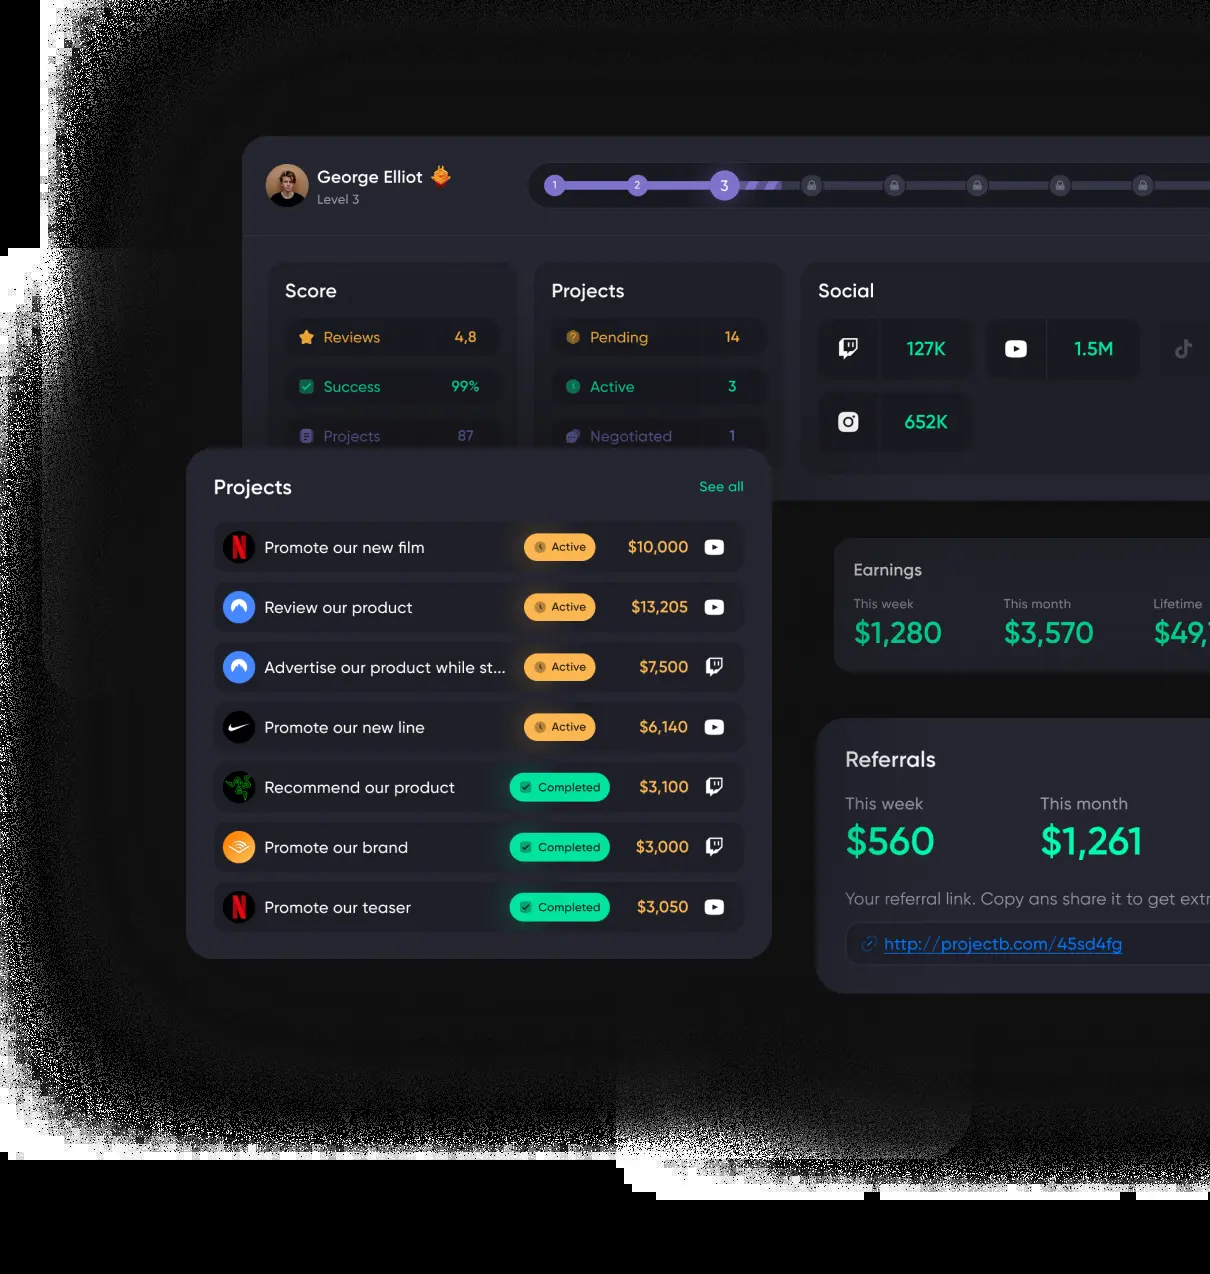 George Elliot
Level 3
1 2 3
Score
Reviews 4,8
Success 99%
Projects 87
Projects
Pending 14
Active 3
Negotiated 1
Social
127K 1.5M
652K
Projects See all
Promote our new film Active $10,000
Review our product Active $13,205
Advertise our product while st... Active $7,500
Promote our new line Active $6,140
Recommend our product Completed $3,100
Promote our brand Completed $3,000
Promote our teaser Completed $3,050
Earnings
This week This month Lifetime
$1,280 $3,570 $49,
Referrals
This week This month
$560 $1,261
Your referral link. Copy ans share it to get extr
http://projectb.com/45sd4fg